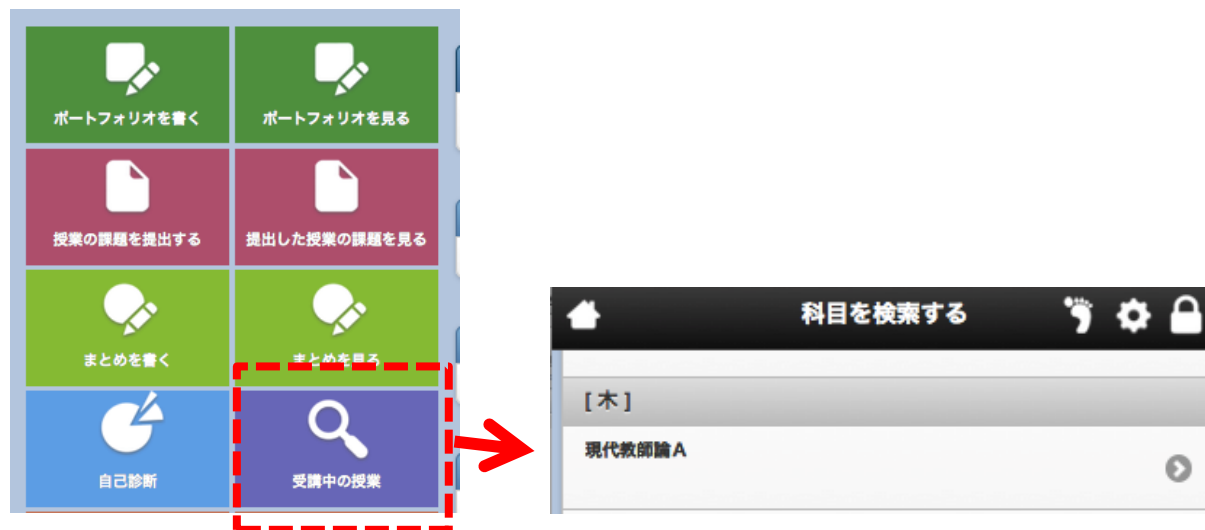 ポートフォリオを書く
ポートフォリオを見る
授業の課題を提出する
提出した授業の課題を見る
まとめを書く
まとめを見る
自己診断
受講中の授業
科目を検索する
[ 木 ]
現代教師論A